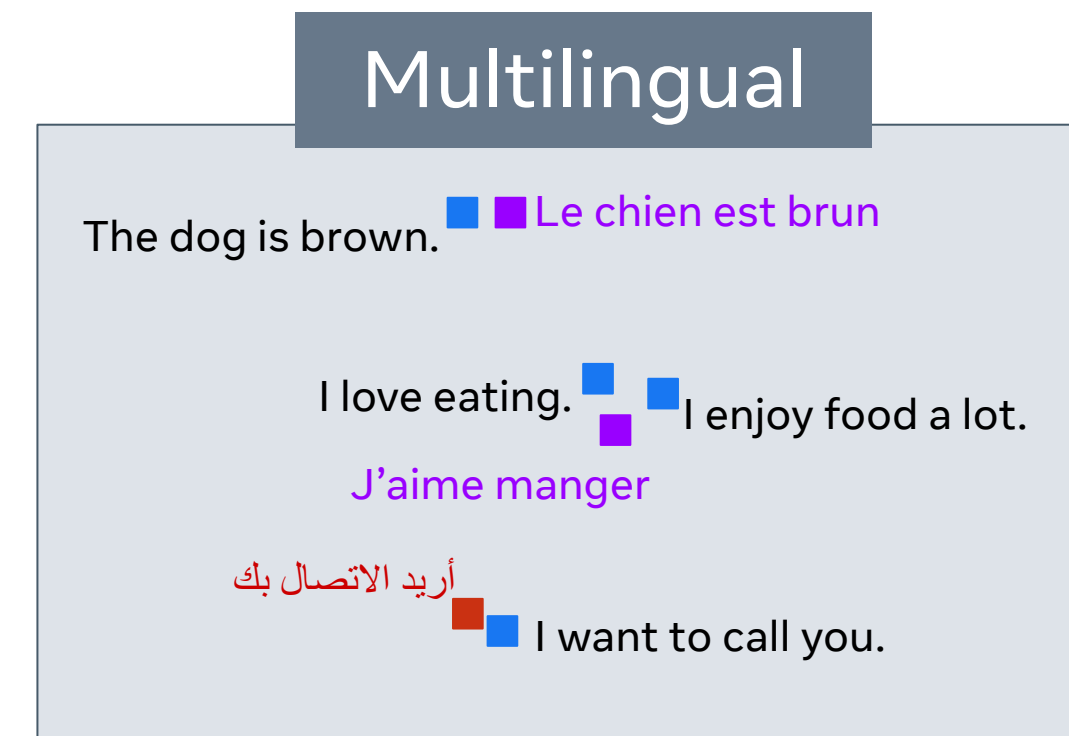 Multilingual
The dog is brown.
Le chien est brun
I love eating.
I enjoy food a lot.
J’aime manger
أريد الاتصال بك
I want to call you.